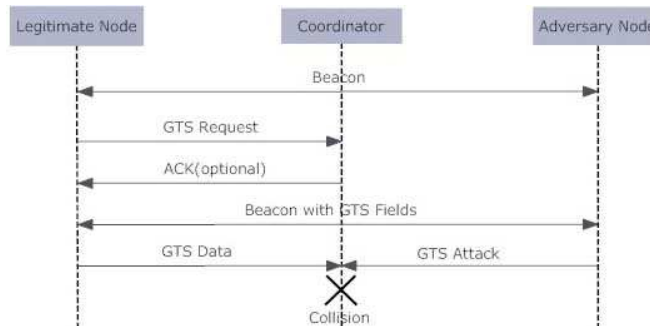 Legitimate Node
Coordinator
Adversary Node
Beacon
GTS Request
ACK(optional)
Beacon with GTS Fields
GTS Data
GTS Attack
Collision